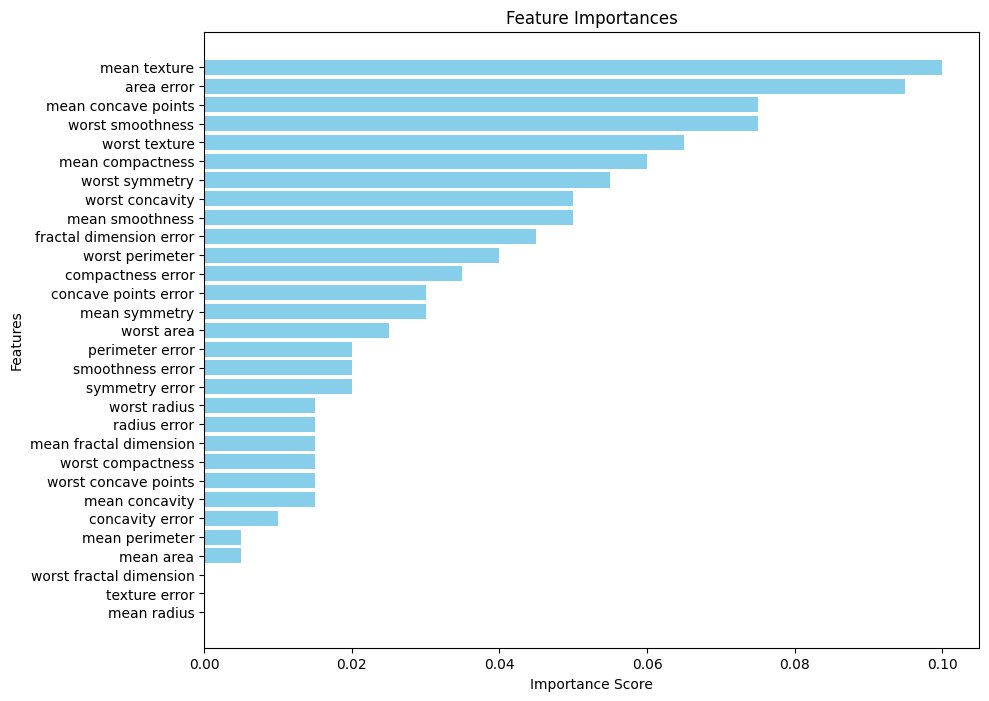 Feature Importances
mean texture
area error
mean concave points
worst smoothness
worst texture
mean compactness
worst symmetry
worst concavity
mean smoothness
fractal dimension error
worst perimeter
compactness error
concave points error
mean symmetry
worst area
perimeter error
smoothness error
symmetry error
worst radius
radius error
mean fractal dimension
worst compactness
worst concave points
mean concavity
concavity error
mean perimeter
mean area
worst fractal dimension
texture error
mean radius
Features
0.00 0.02 0.04 0.06 0.08 0.10
Importance Score